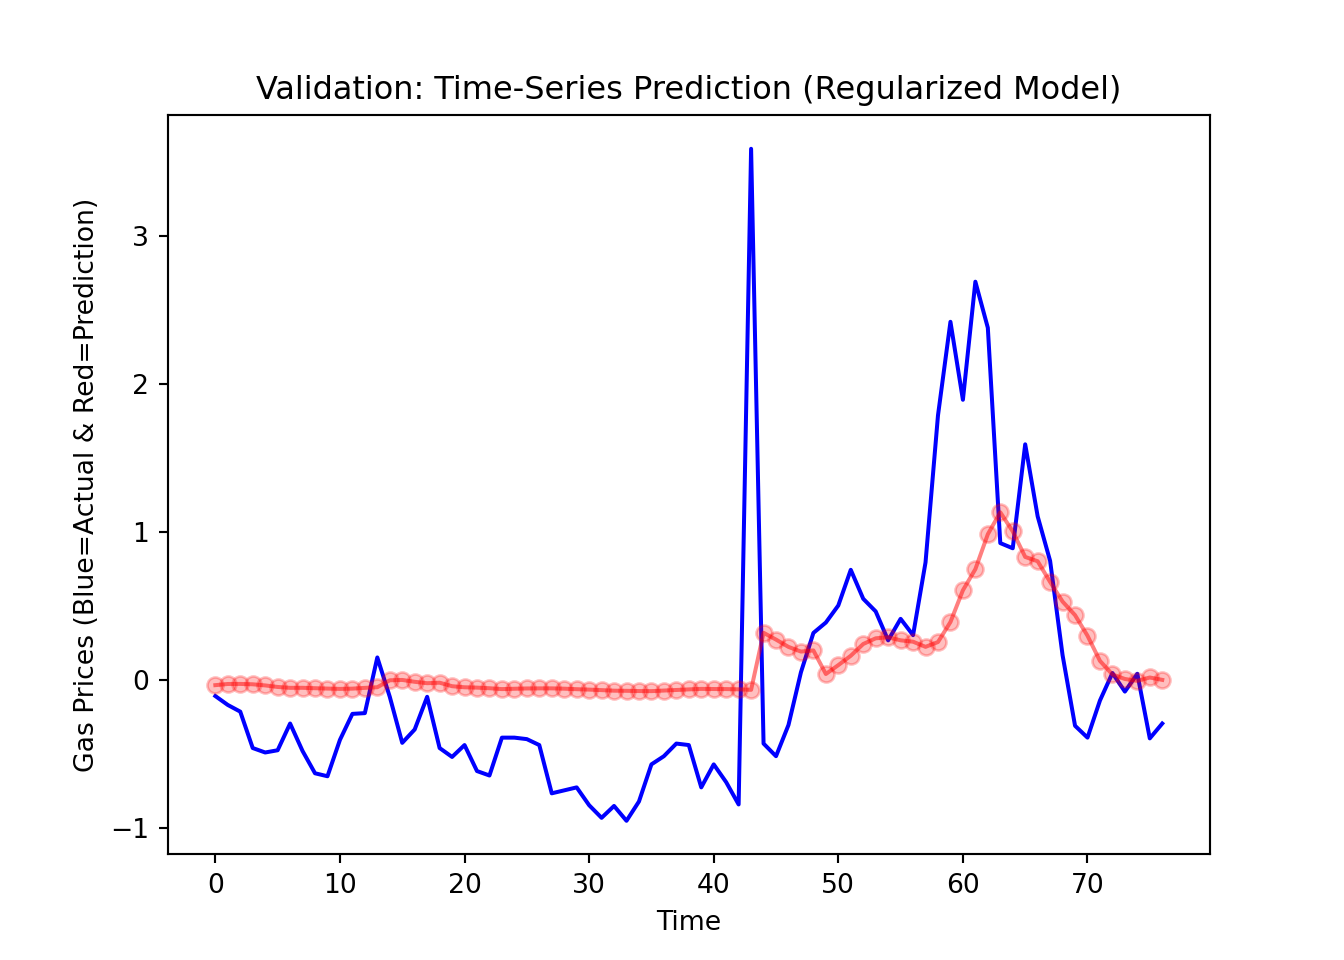 Validation: Time-Series Prediction (Regularized Model)
Gas Prices (Blue=Actual & Red=Prediction)
3
2
1
0
−1
0 10 20 30 40 50 60 70
Time